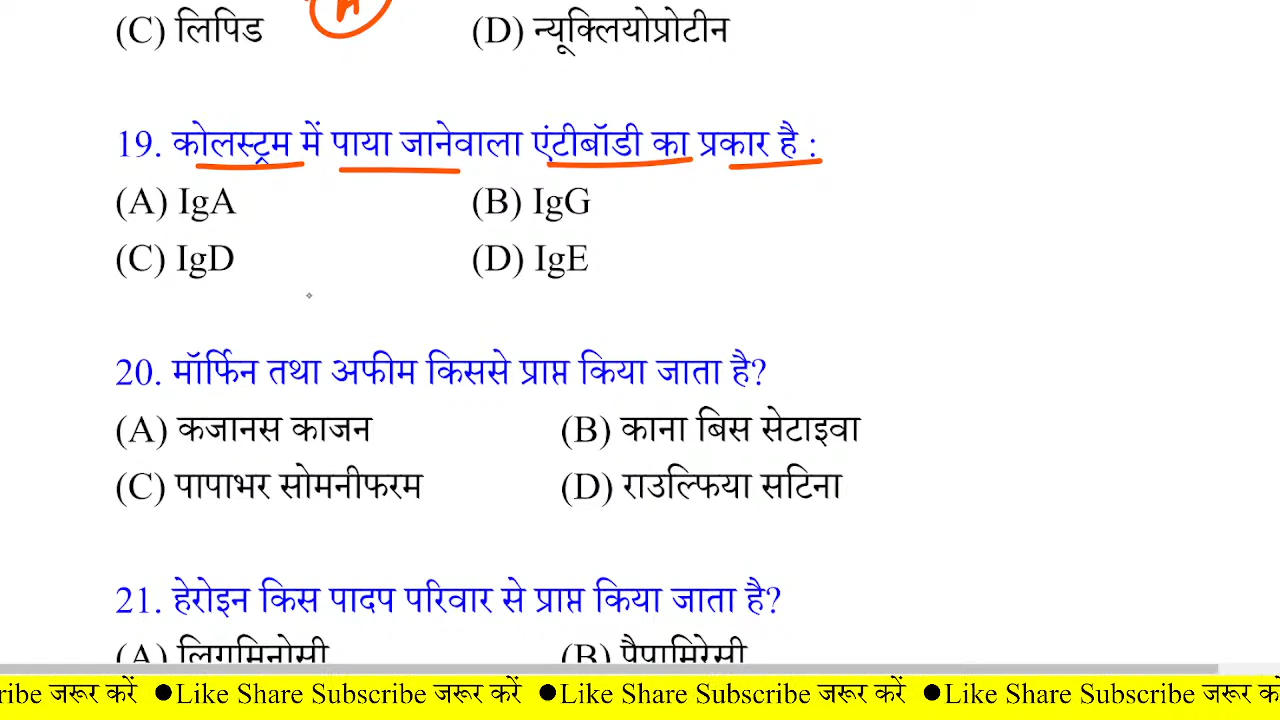 (C) लिपिड (D) न्यूक्लियोप्रोटीन
19. कोलस्ट्रम में पाया जानेवाला एंटीबॉडी का प्रकार है :
(A) IgA (B) IgG
(C) IgD (D) IgE
20. मॉर्फिन तथा अफीम किससे प्राप्त किया जाता है?
(A) कजानस काजन (B) काना बिस सेटाइवा
(C) पापाभर सोमनीफरम (D) राउल्फिया सटिना
21. हेरोइन किस पादप परिवार से प्राप्त किया जाता है?
(A) लिगुमिनोसी (B) पैपामिरेसी
ribe जरूर करें ●Like Share Subscribe जरूर करें ●Like Share Subscribe जरूर करें ●Like Share Subscribe जरूर